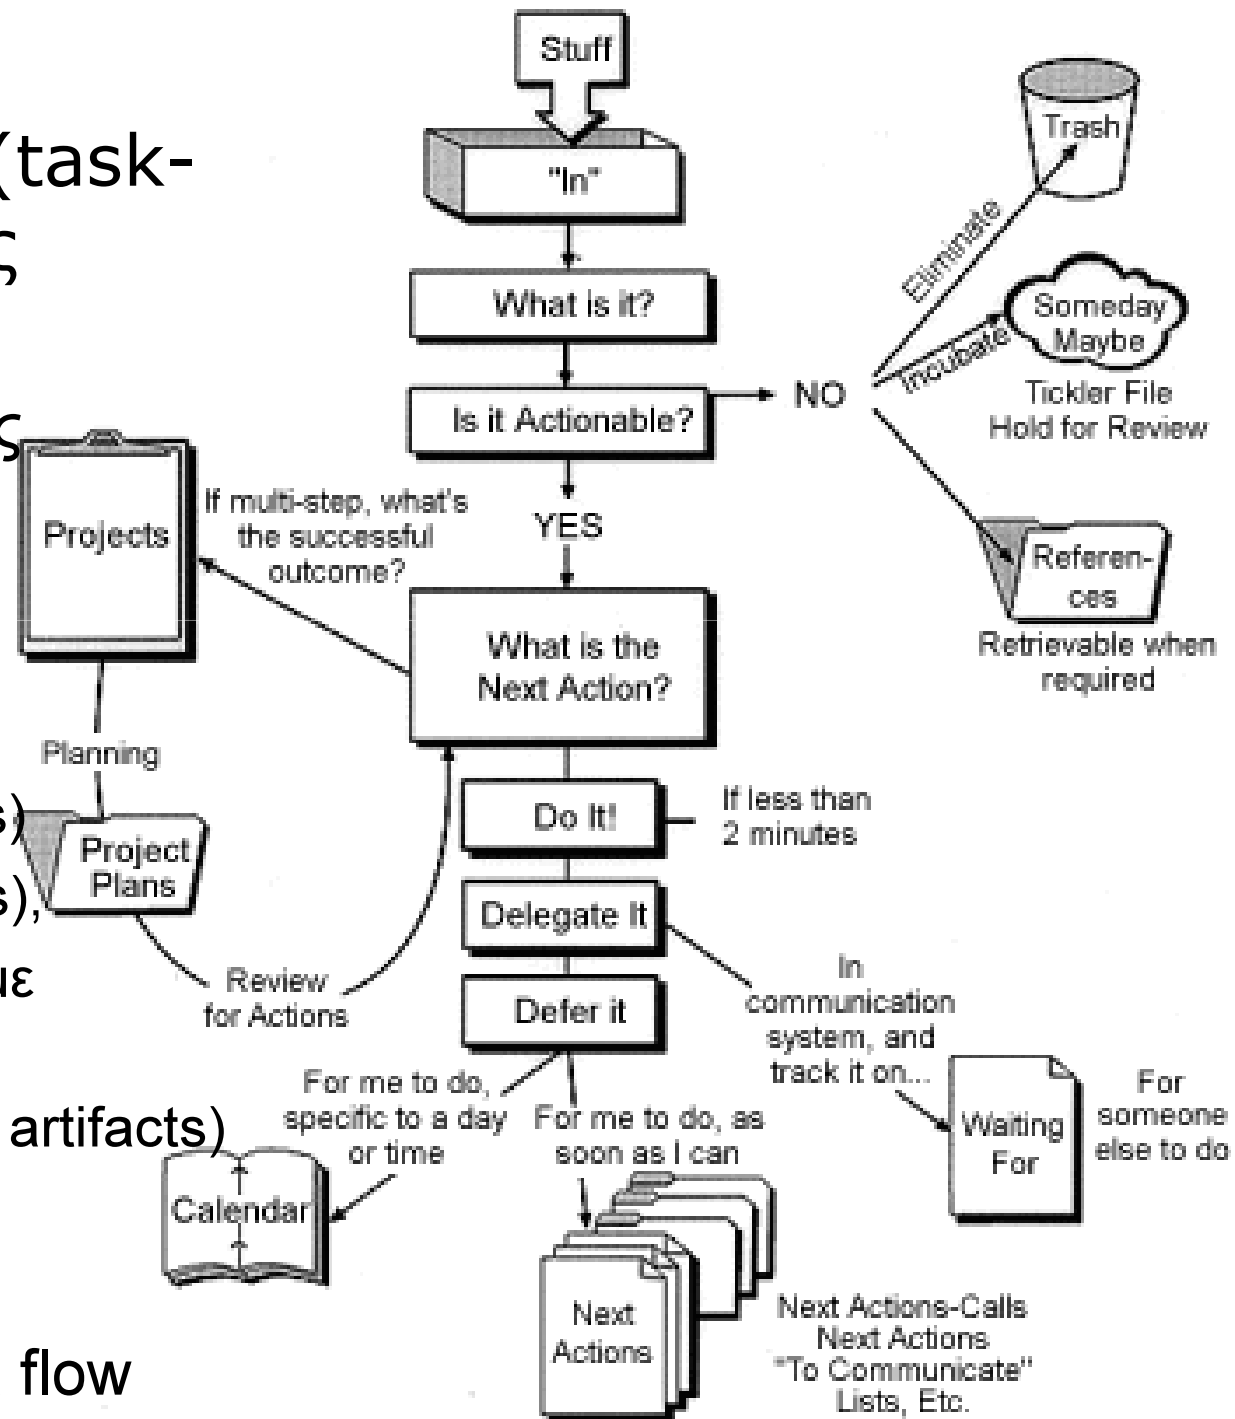 Stuff
"In"
What is it?
Is it Actionable?
NO
Eliminate
Trash
Incubate
Someday
Maybe
Tickler File
Hold for Review
Referen-
ces
Retrievable when
required
YES
If multi-step, what's
the successful
outcome?
Projects
What is the
Next Action?
Planning
Project
Plans
Review
for Actions
Do It!
If less than
2 minutes
Delegate It
Defer it
In
communication
system, and
track it on...
Waiting
For
For
someone
else to do
For me to do,
specific to a day
or time
Calendar
For me to do, as
soon as I can
Next
Actions
Next Actions-Calls
Next Actions
"To Communicate"
Lists, Etc.
(task-
ς
ς
s)
s),
με
artifacts)
flow